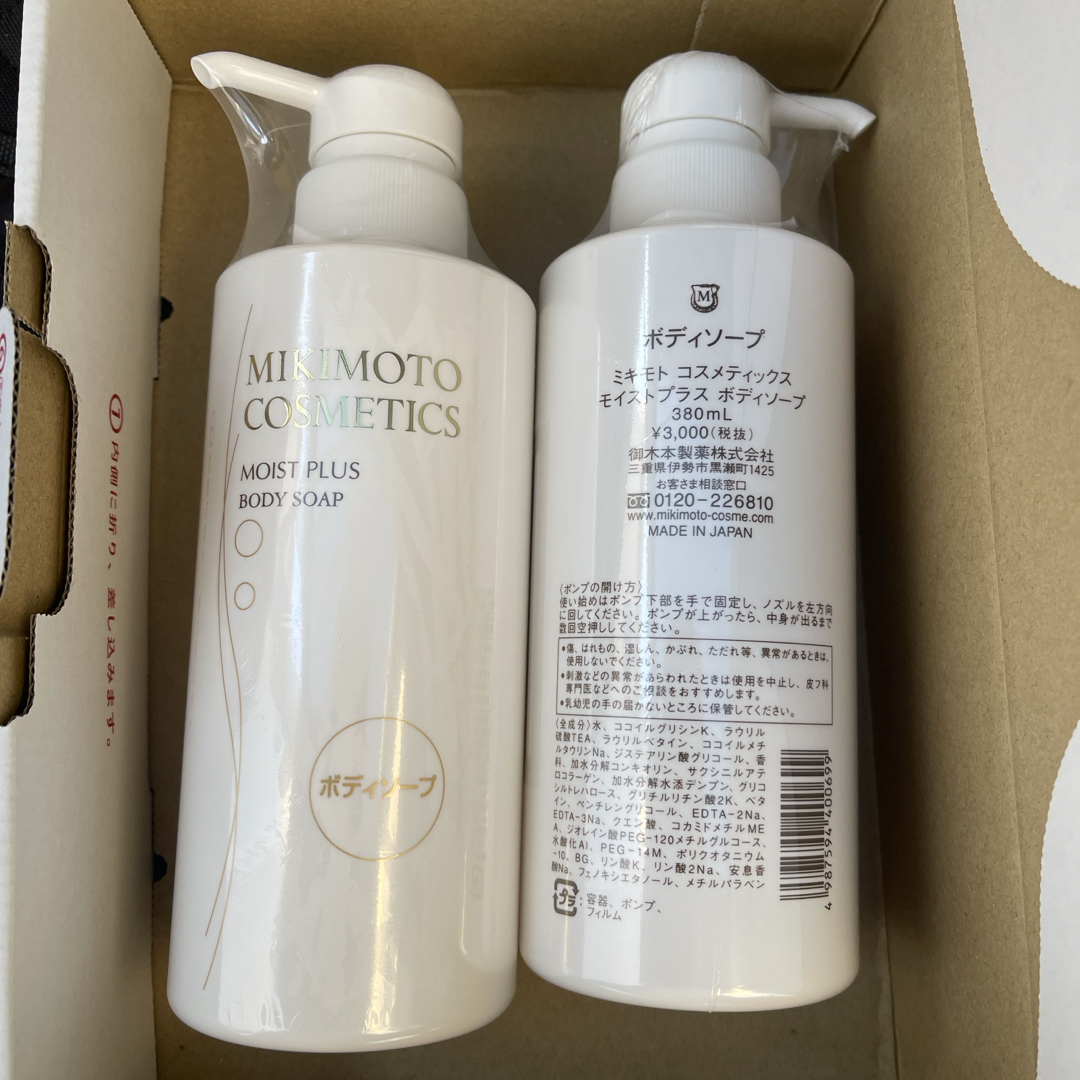 MIKIMOTO
COSMETICS
MOIST PLUS
BODY SOAP
ボディソープ
M
ボディソープ
ミキモト コスメティックス
モイストプラス ボディソープ
380mL
¥3,000(税抜)
御木本製薬株式会社
三重県伊勢市黒瀬町1425
お客さま相談窓口
0120-226810
www.mikimoto-cosme.com
MADE IN JAPAN
〈ポンプの開け方〉
使い始めはポンプ下部を手で固定し、ノズルを左方向
に回してください。ポンプが上がったら、中身が出るまで
数回空押ししてください。
●傷、はれもの、湿しん、かぶれ、ただれ等、異常があるときは、
使用しないでください。
●刺激などの異常があらわれたときは使用を中止し、皮フ科
専門医などへのご相談をおすすめします。
●乳幼児の手の届かないところに保管してください。
〈全成分〉水、ココイルグリシンK、ラウリル
硫酸TEA、ラウリルベタイン、ココイルメチ
ルタウリンNa、ジステアリン酸グリコール、香
料、加水分解コンキオリン、サクシニルアテ
ロコラーゲン、加水分解水添デンプン、グリコ
シルトレハロース、グリチルリチン酸2K、ベタ
イン、ペンチレングリコール、EDTA-2Na、
EDTA-3Na、クエン酸、コカミドメチルME
A、ジオレイン酸PEG-120メチルグルコース、
水酸化Al、PEG-14M、ポリクオタニウム
-10、BG、リン酸K、リン酸2Na、安息香
酸Na、フェノキシエタノール、メチルパラベン
プラ:容器、ポンプ、
フィルム
4 987594 400699
①内側に折り、差し込みます。